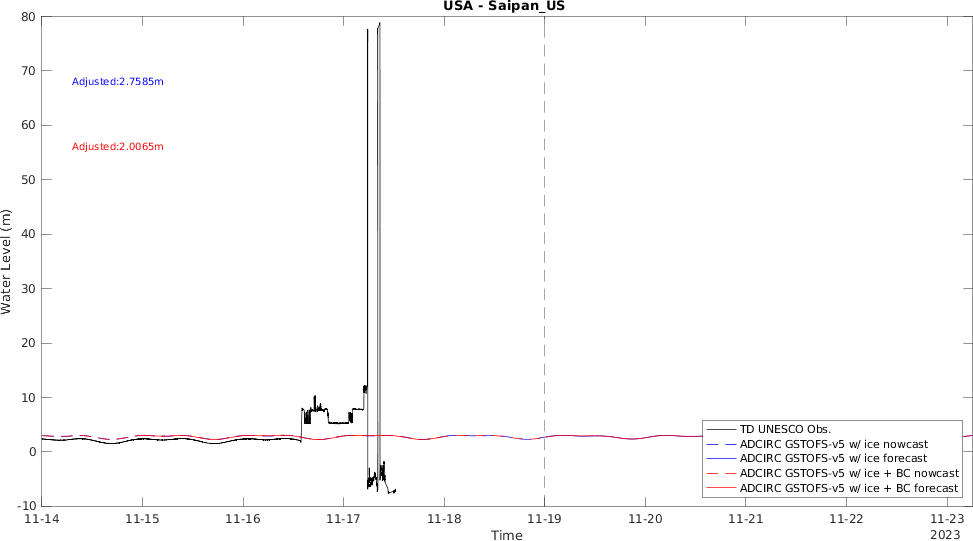 USA - Saipan_US
80
70
60
50
40
30
20
10
0
-10
Water Level (m)
Adjusted:2.7585m
Adjusted:2.0065m
TD UNESCO Obs.
ADCIRC GSTOFS-v5 w/ ice nowcast
ADCIRC GSTOFS-v5 w/ ice forecast
ADCIRC GSTOFS-v5 w/ ice + BC nowcast
ADCIRC GSTOFS-v5 w/ ice + BC forecast
11-14 11-15 11-16 11-17 11-18 11-19 11-20 11-21 11-22 11-23
2023
Time